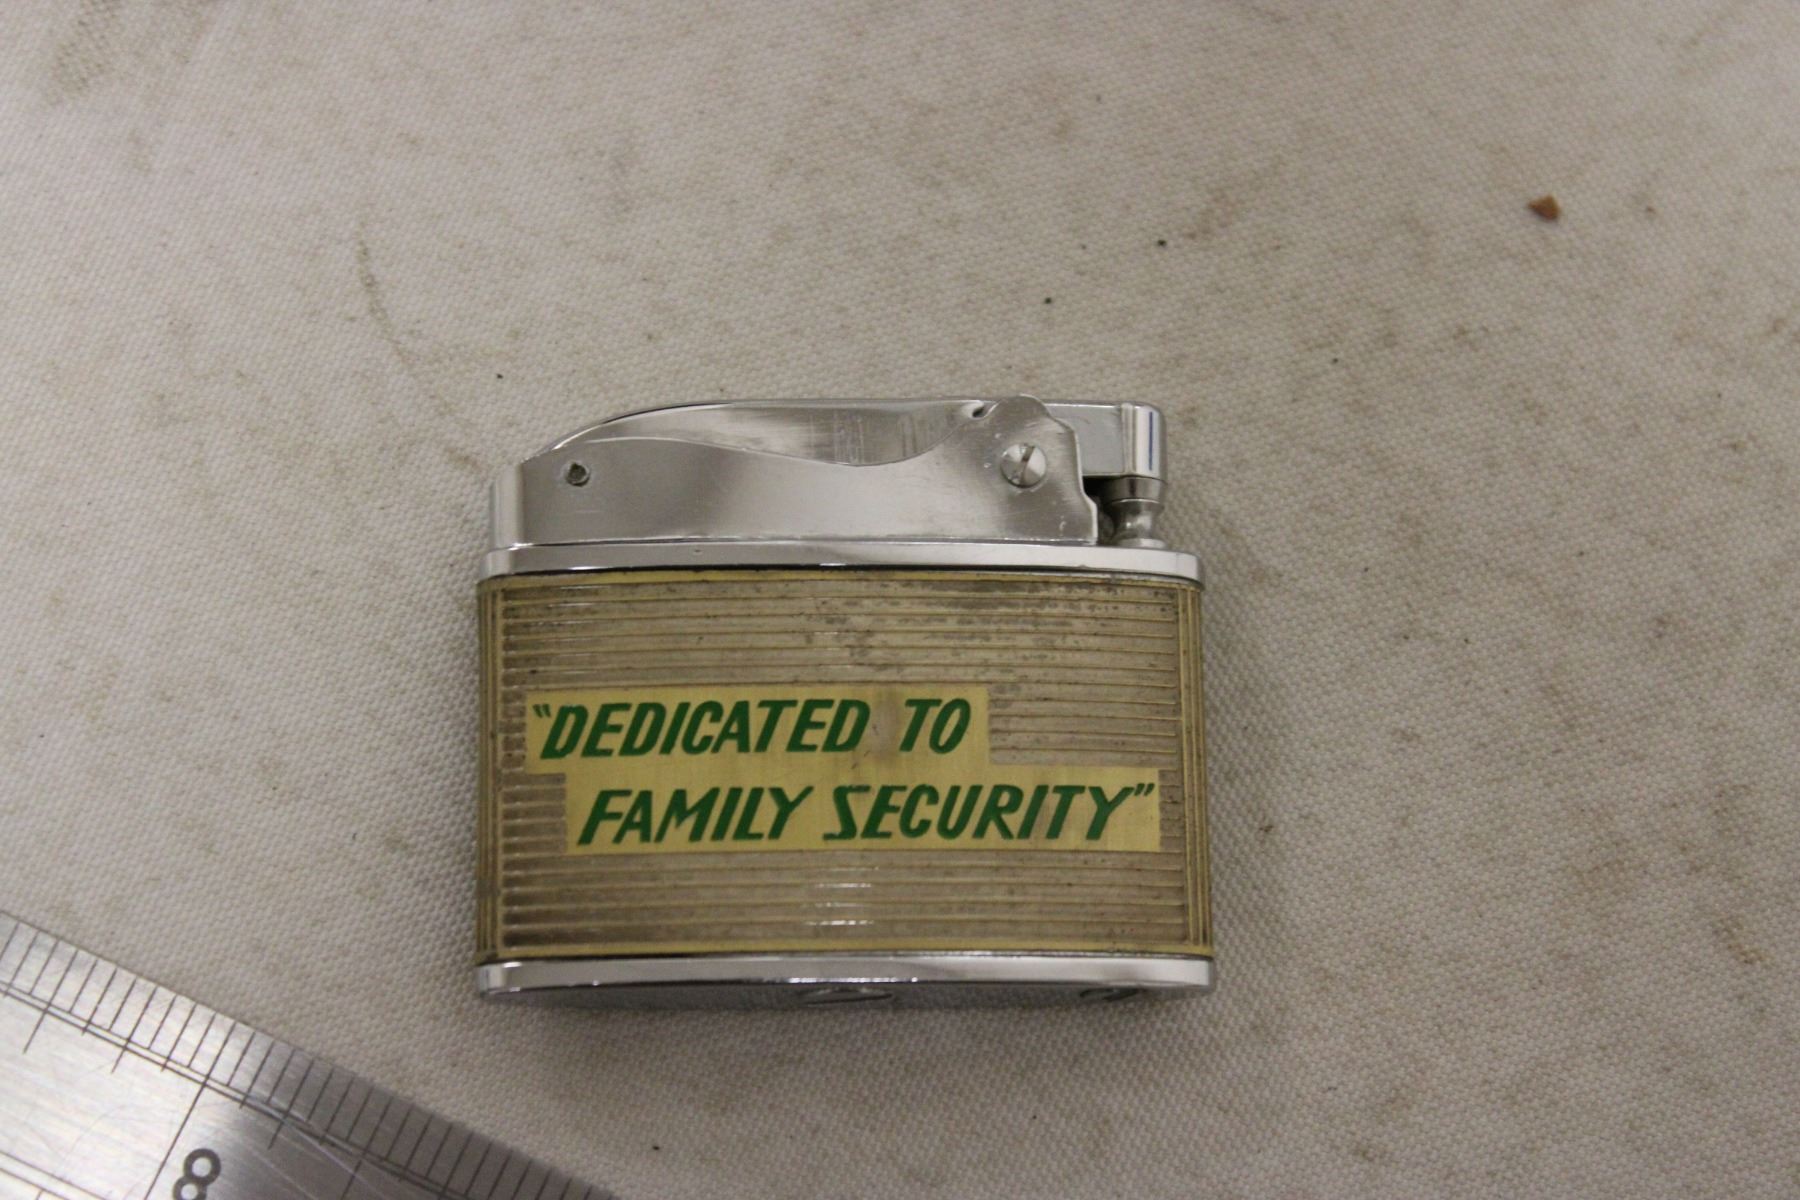 "DEDICATED TO
FAMILY SECURITY"
8